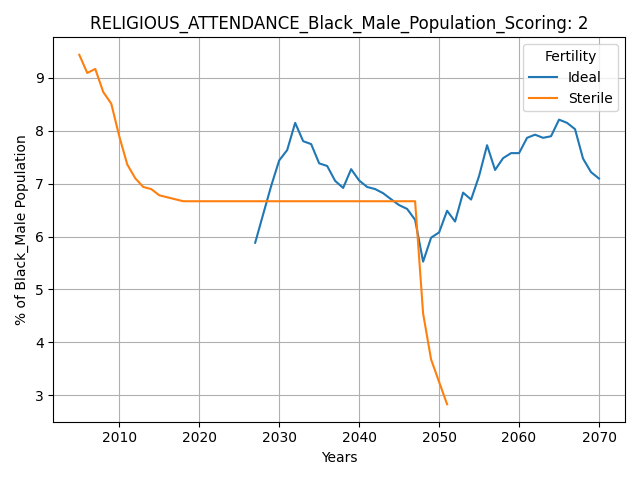 RELIGIOUS_ATTENDANCE_Black_Male_Population_Scoring: 2
Fertility
Ideal
Sterile
% of Black_Male Population
9
8
7
6
5
4
3
2010 2020 2030 2040 2050 2060 2070
Years